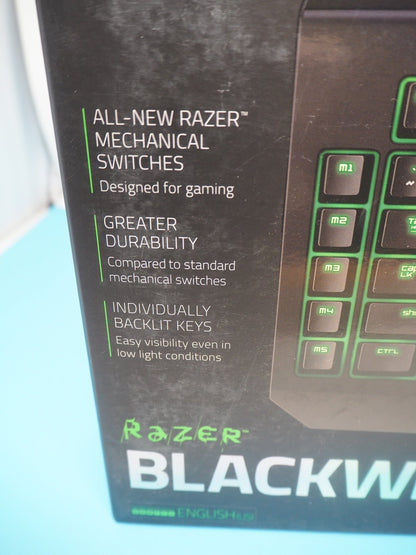 ALL-NEW RAZER™
MECHANICAL
SWITCHES
Designed for gaming
GREATER
DURABILITY
Compared to standard
mechanical switches
INDIVIDUALLY
BACKLIT KEYS
Easy visibility even in
low light conditions
M1
M2
M3
M4
M5
CTRL
RAZER™
BLACKW
ENGLISH (US)